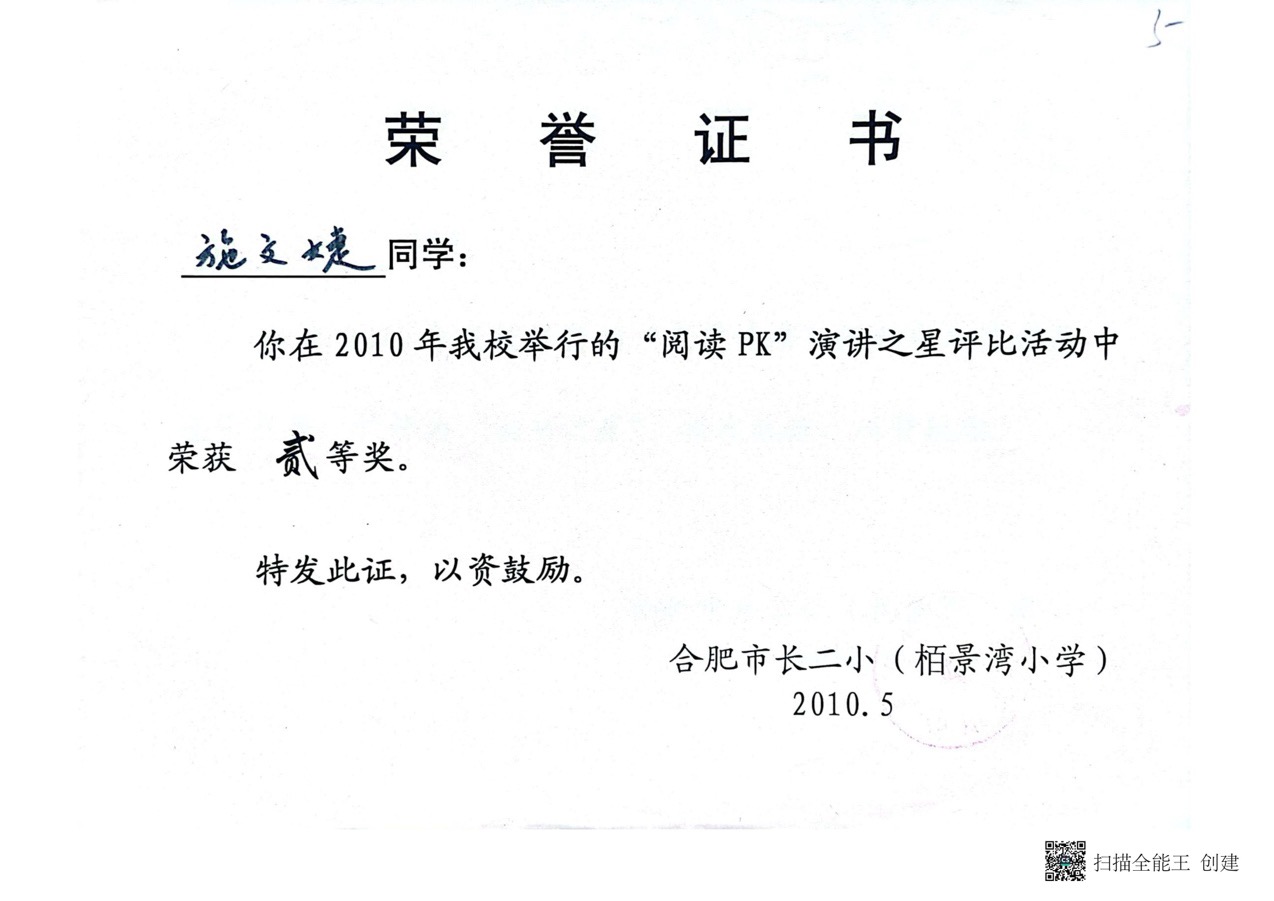 5-
荣 誉 证 书
施文婕同学：
你在 2010 年我校举行的“阅读 PK”演讲之星评比活动中
荣获 贰等奖。
特发此证，以资鼓励。
合肥市长二小（栢景湾小学）
2010.5
扫描全能王 创建